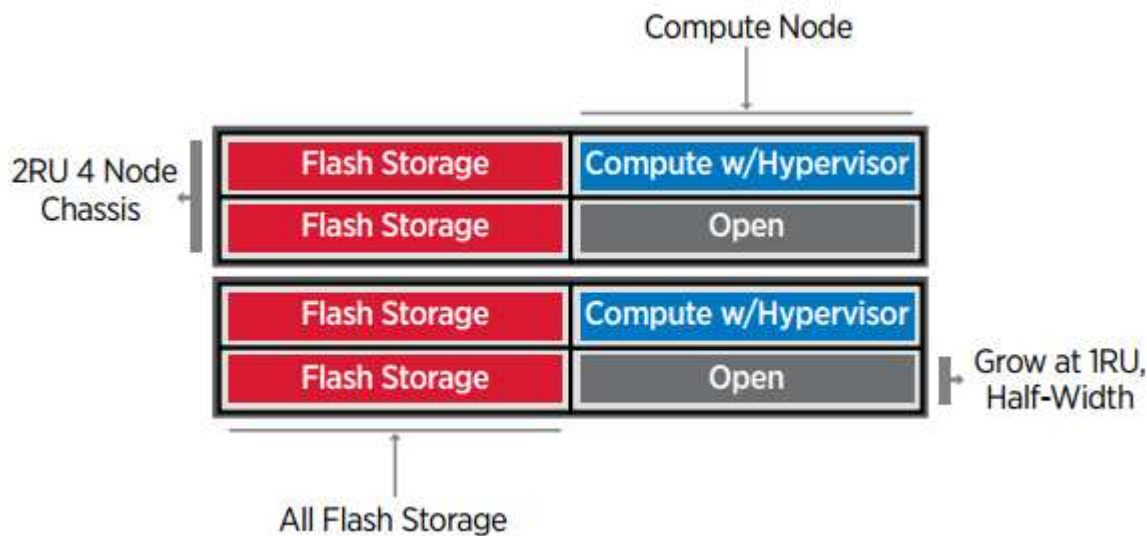 Compute Node
2RU 4 Node
Chassis
Flash Storage
Compute w/Hypervisor
Flash Storage
Open
Flash Storage
Compute w/Hypervisor
Flash Storage
Open
Grow at 1RU,
Half-Width
All Flash Storage